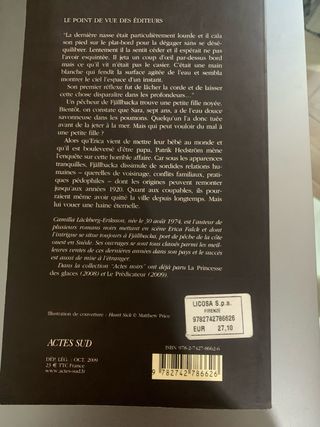 LE POINT DE VUE DES ÉDITEURS
"La dernière nasse était particulièrement lourde et il cala
son pied sur le plat-bord pour la dégager sans se désé-
quilibrer. Lentement il la sentit céder et il espérait ne pas
l'avoir esquintée. Il jeta un coup d'œil par-dessus bord
mais ce qu'il vit n'était pas le casier. C'était une main
blanche qui fendit la surface agitée de l'eau et sembla
montrer le ciel l'espace d'un instant.
Son premier réflexe fut de lâcher la corde et de laisser
cette chose disparaître dans les profondeurs..."
Un pêcheur de Fjällbacka trouve une petite fille noyée.
Bientôt, on constate que Sara, sept ans, a de l'eau douce
savonneuse dans les poumons. Quelqu'un l'a donc tuée
avant de la jeter à la mer. Mais qui peut vouloir du mal à
une petite fille ?
Alors qu'Erica vient de mettre leur bébé au monde et
qu'il est bouleversé d'être papa, Patrik Hedström mène
l'enquête sur cette horrible affaire. Car sous les apparences
tranquilles, Fjällbacka dissimule de sordides relations hu-
maines – querelles de voisinage, conflits familiaux, prati-
ques pédophiles – dont les origines peuvent remonter
jusqu'aux années 1920. Quant aux coupables, ils pour-
raient même avoir quitté la ville depuis longtemps. Mais
lui vouer une haine éternelle.
Camilla Läckberg-Eriksson, née le 30 août 1974, est l'auteur de
plusieurs romans noirs mettant en scène Erica Falck et dont
l'intrigue se situe toujours à Fjällbacka, port de pêche de la côte
ouest en Suède. Ses ouvrages se sont tous classés parmi les meil-
leures ventes de ces dernières années dans son pays et le succès
est aussi de mise à l'étranger.
Dans la collection "Actes noirs" ont déjà paru La Princesse
des glaces (2008) et Le Prédicateur (2009).
Illustration de couverture : Heart Sick © Matthew Price
LICOSA S.p.a.
FIRENZE
9782742786626
EUR 27,10
ACTES SUD
DÉP. LÉG. : OCT. 2009
23 € TTC France
www.actes-sud.fr
ISBN 978-2-7427-8662-6
9 782742 786626